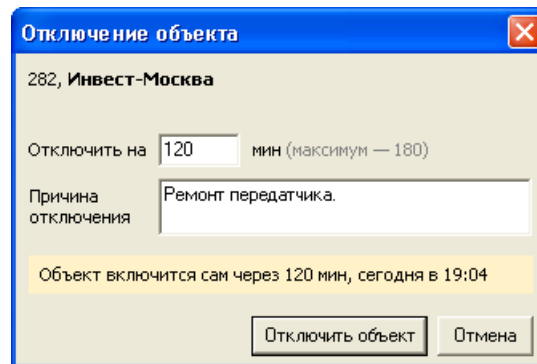 Отключение объекта
282, Инвест-Москва
Отключить на 120 мин (максимум — 180)
Причина
отключения
Ремонт передатчика.
Объект включится сам через 120 мин, сегодня в 19:04
Отключить объект Отмена